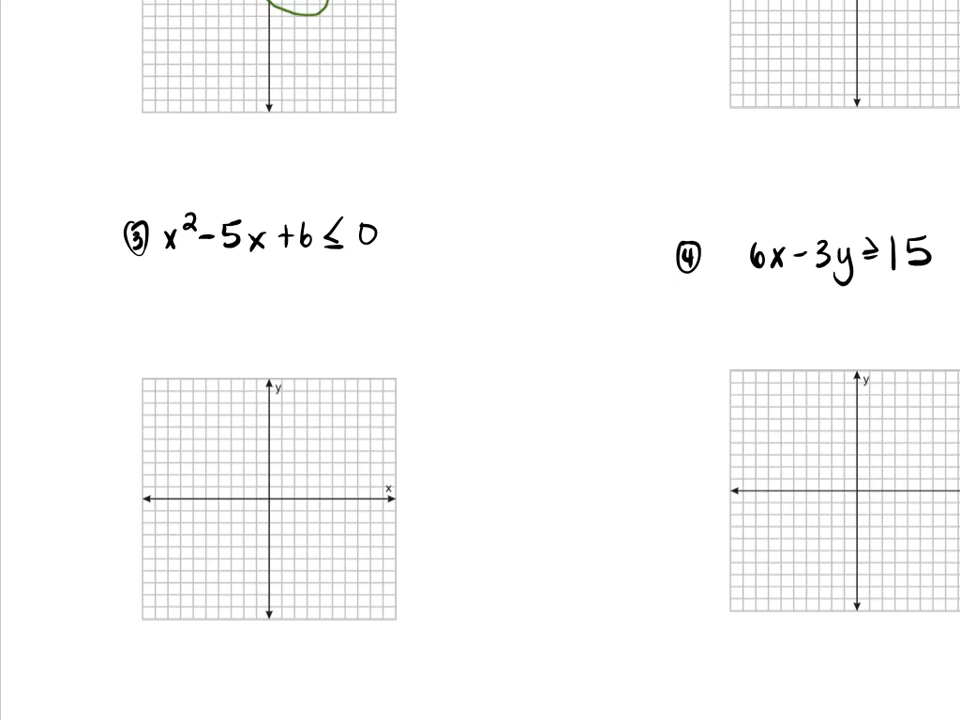 ③ x² - 5x + 6 ≤ 0
④ 6x - 3y ≥ 15
y
x
y